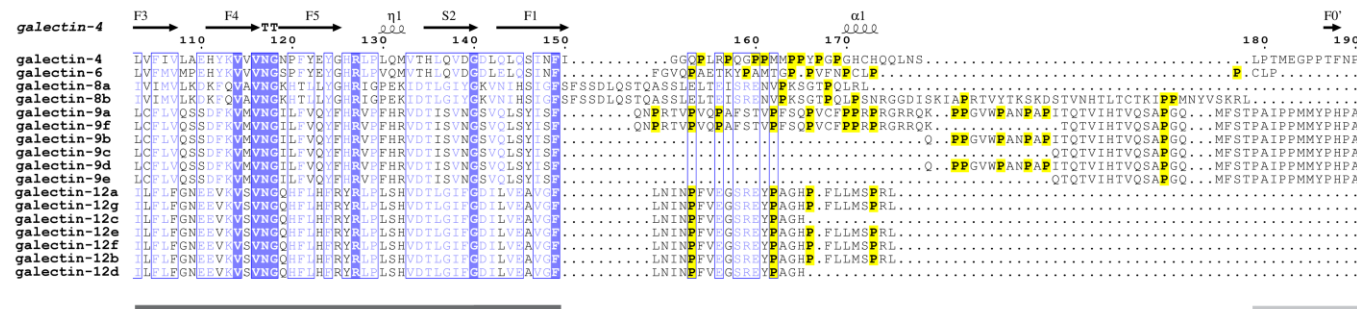 galectin-4 F3 F4 TT F5 η1 S2 F1 α1 F0'
110 120 130 140 150 160 170 180 190
galectin-4 LVFIVLAEHYKVVVNGNPFYEYGHRLPLQMVTHLQVDGDLQLQSINFI...........GGQPLRPQGPPMMPPYPGPGHCHQQLNS....................................LPTMEGPPTFNP
galectin-6 LVFMVMPEHFQVAVNGSPFYEYGHRIPVQMVTHLQVDGDLELQSINF..........FGVQPAETKYPAMTGP.PVFNPCLP.......................................P.CLP.........
galectin-8a IVIMVLKDKFQVAVNGKHTLLYGHRIGPEKIDTLGIYGKVNIHSIGFSFSSDLQSTQASSLELTEISRENVPKSGTPQLRL......................................................
galectin-8b IVIMVLKDKFQVAVNGKHTLLYGHRIGPEKIDTLGIYGKVNIHSIGFSFSSDLQSTQASSLELTEISRENVPKSGTPQLPSNRGGDISKIAPRTVYTKSKDSTVNHTLTCTKIPPMNYVSKRL............
galectin-9a LCFLVQSSDFKVMVNGILFVQYFHRVPFHRVDTISVNGSVQLSYISF........QNPRTVPVQPAFSTVPFSQPVCFPPRPRGRRQK..PPGVWPANPAPITQTVIHTVQSAPGQ...MFSTPAIPPMMYPHPA
galectin-9f LCFLVQSSDFKVMVNGILFVQYFHRVPFHRVDTISVNGSVQLSYISF........QNPRTVPVQPAFSTVPFSQPVCFPPRPRGRRQK..............TQTVIHTVQSAPGQ...MFSTPAIPPMMYPHPA
galectin-9b LCFLVQSSDFKVMVNGILFVQYFHRVPFHRVDTISVNGSVQLSYISF........................................Q..PPGVWPANPAPITQTVIHTVQSAPGQ...MFSTPAIPPMMYPHPA
galectin-9c LCFLVQSSDFKVMVNGILFVQYFHRVPFHRVDTISVNGSVQLSYISF......................................................QTQTVIHTVQSAPGQ...MFSTPAIPPMMYPHPA
galectin-9d LCFLVQSSDFKVMVNGILFVQYFHRVPFHRVDTISVNGSVQLSYISF........................................Q..PPGVWPANPAPITQTVIHTVQSAPGQ...MFSTPAIPPMMYPHPA
galectin-9e LCFLVQSSDFKVMVNGILFVQYFHRVPFHRVDTISVNGSVQLSYISF......................................................QTQTVIHTVQSAPGQ...MFSTPAIPPMMYPHPA
galectin-12a ILFLFGNEEVKVSVNGQHFLHFRYRLPLSHVDTLGIFGDILVEAVGF..........LNINPFVEGSREYPAGHP.FLLMSPRL...................................................
galectin-12g ILFLFGNEEVKVSVNGQHFLHFRYRLPLSHVDTLGIFGDILVEAVGF..........LNINPFVEGSREYPAGHP.FLLMSPRL...................................................
galectin-12c ILFLFGNEEVKVSVNGQHFLHFRYRLPLSHVDTLGIFGDILVEAVGF..........LNINPFVEGSREYPAGH.............................................................
galectin-12e ILFLFGNEEVKVSVNGQHFLHFRYRLPLSHVDTLGIFGDILVEAVGF..........LNINPFVEGSREYPAGHP.FLLMSPRL...................................................
galectin-12f ILFLFGNEEVKVSVNGQHFLHFRYRLPLSHVDTLGIFGDILVEAVGF..........LNINPFVEGSREYPAGHP.FLLMSPRL...................................................
galectin-12b ILFLFGNEEVKVSVNGQHFLHFRYRLPLSHVDTLGIFGDILVEAVGF..........LNINPFVEGSREYPAGHP.FLLMSPRL...................................................
galectin-12d ILFLFGNEEVKVSVNGQHFLHFRYRLPLSHVDTLGIFGDILVEAVGF..........LNINPFVEGSREYPAGH.............................................................